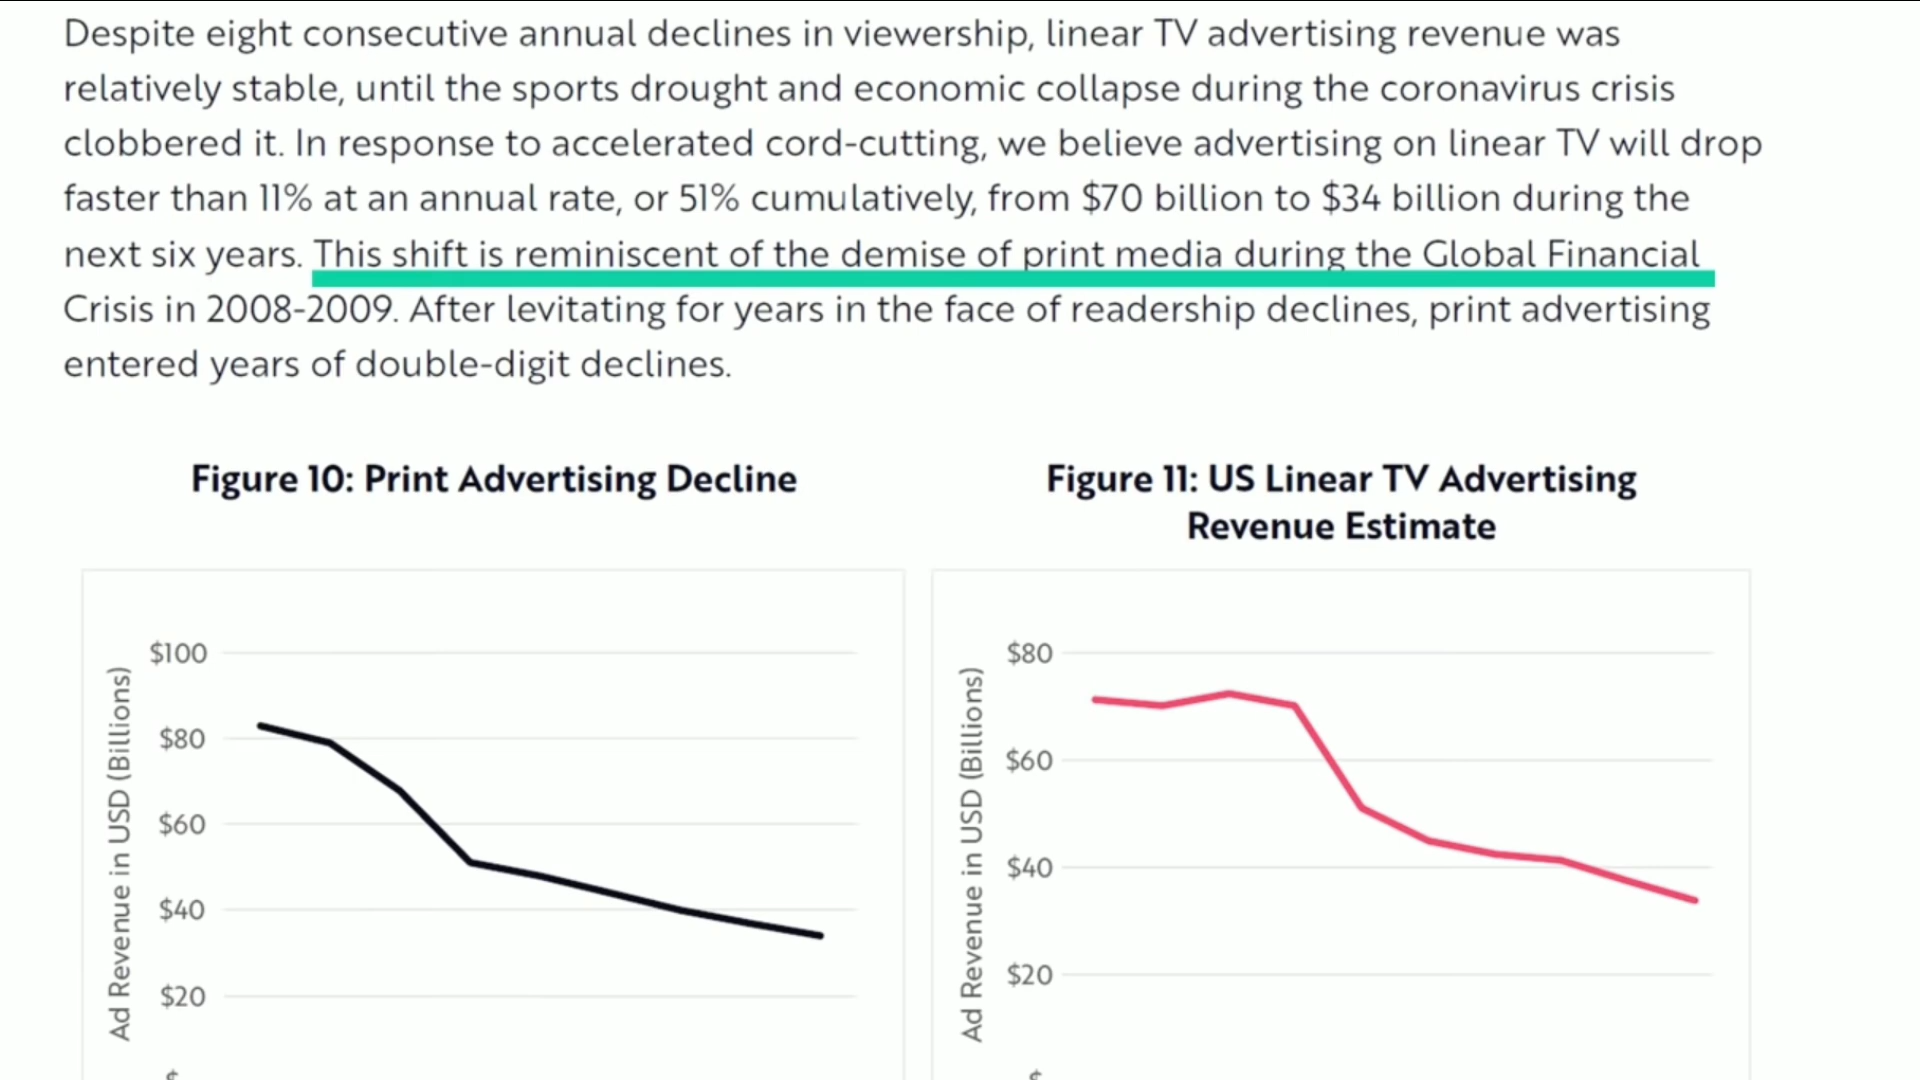 Despite eight consecutive annual declines in viewership, linear TV advertising revenue was
relatively stable, until the sports drought and economic collapse during the coronavirus crisis
clobbered it. In response to accelerated cord-cutting, we believe advertising on linear TV will drop
faster than 11% at an annual rate, or 51% cumulatively, from $70 billion to $34 billion during the
next six years. This shift is reminiscent of the demise of print media during the Global Financial
Crisis in 2008-2009. After levitating for years in the face of readership declines, print advertising
entered years of double-digit declines.
Figure 10: Print Advertising Decline
Ad Revenue in USD (Billions)
$100
$80
$60
$40
$20
$
Figure 11: US Linear TV Advertising
Revenue Estimate
Ad Revenue in USD (Billions)
$80
$60
$40
$20
$